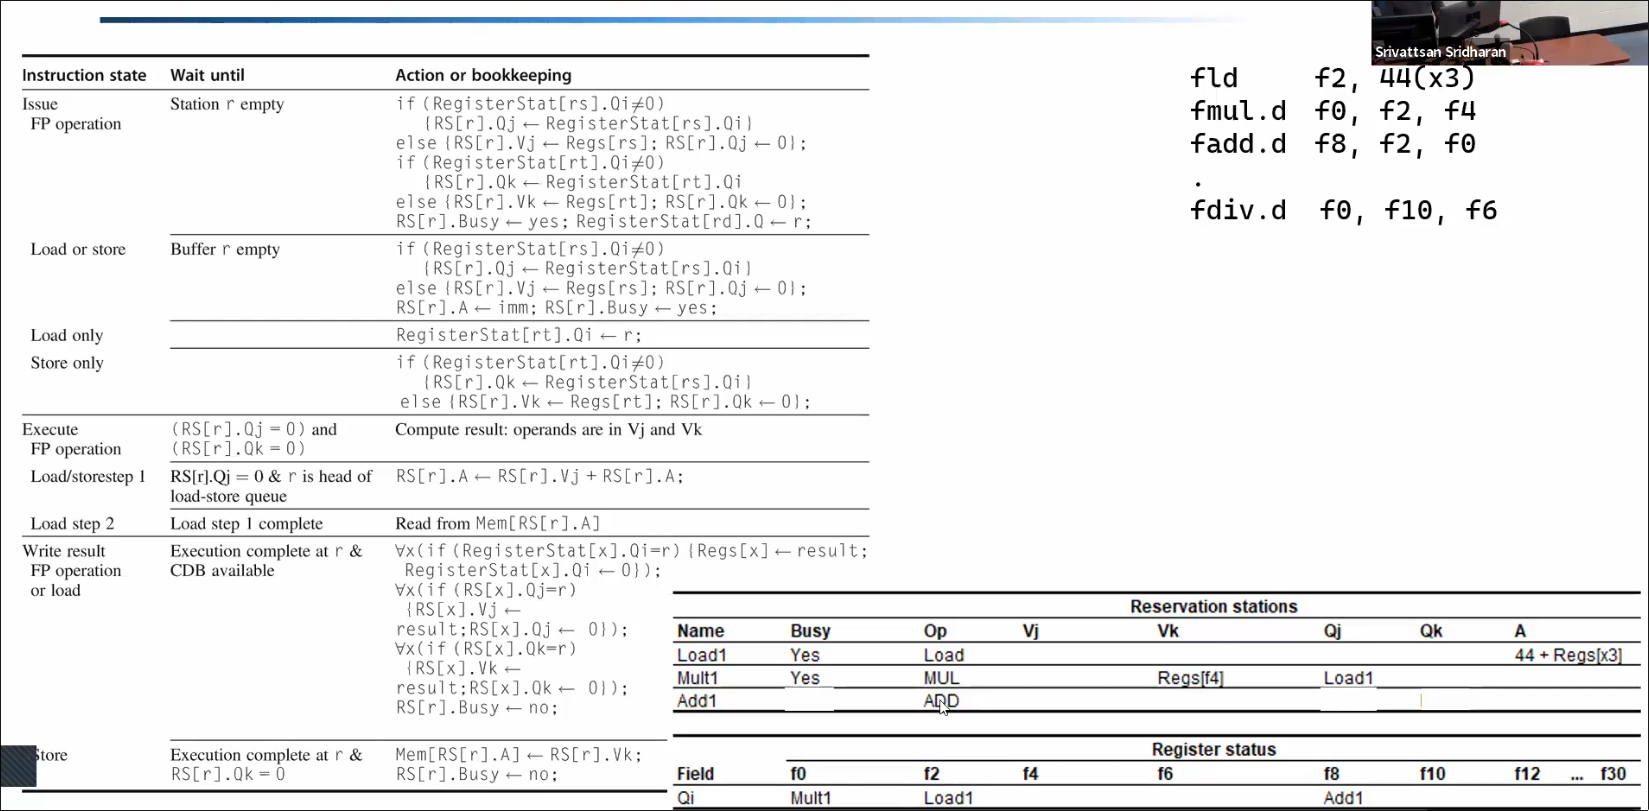 Srivattsan Sridharan
fld f2, 44(x3)
fmul.d f0, f2, f4
fadd.d f8, f2, f0
.
fdiv.d f0, f10, f6
Instruction state Wait until Action or bookkeeping
Issue Station r empty if (RegisterStat[rs].Qi≠0)
FP operation {RS[r].Qj ← RegisterStat[rs].Qi}
else {RS[r].Vj ← Regs[rs]; RS[r].Qj ← 0};
if (RegisterStat[rt].Qi≠0)
{RS[r].Qk ← RegisterStat[rt].Qi
else {RS[r].Vk ← Regs[rt]; RS[r].Qk ← 0};
RS[r].Busy ← yes; RegisterStat[rd].Q ← r;
Load or store Buffer r empty if (RegisterStat[rs].Qi≠0)
{RS[r].Qj ← RegisterStat[rs].Qi}
else {RS[r].Vj ← Regs[rs]; RS[r].Qj ← 0};
RS[r].A ← imm; RS[r].Busy ← yes;
Load only RegisterStat[rt].Qi ← r;
Store only if (RegisterStat[rt].Qi≠0)
{RS[r].Qk ← RegisterStat[rs].Qi}
else {RS[r].Vk ← Regs[rt]; RS[r].Qk ← 0};
Execute (RS[r].Qj = 0) and Compute result: operands are in Vj and Vk
FP operation (RS[r].Qk = 0)
Load/storestep 1 RS[r].Qj = 0 & r is head of RS[r].A ← RS[r].Vj + RS[r].A;
load-store queue
Load step 2 Load step 1 complete Read from Mem[RS[r].A]
Write result Execution complete at r & ∀x(if (RegisterStat[x].Qi=r) {Regs[x] ← result;
FP operation CDB available RegisterStat[x].Qi ← 0});
or load ∀x(if (RS[x].Qj=r)
{RS[x].Vj ←
result;RS[x].Qj ← 0});
∀x(if (RS[x].Qk=r)
{RS[x].Vk ←
result;RS[x].Qk ← 0});
RS[r].Busy ← no;
Store Execution complete at r & Mem[RS[r].A] ← RS[r].Vk;
RS[r].Qk = 0 RS[r].Busy ← no;
Reservation stations
Name Busy Op Vj Vk Qj Qk A
Load1 Yes Load 44 + Regs[x3]
Mult1 Yes MUL Regs[f4] Load1
Add1 ADD
Register status
Field f0 f2 f4 f6 f8 f10 f12 ... f30
Qi Mult1 Load1 Add1